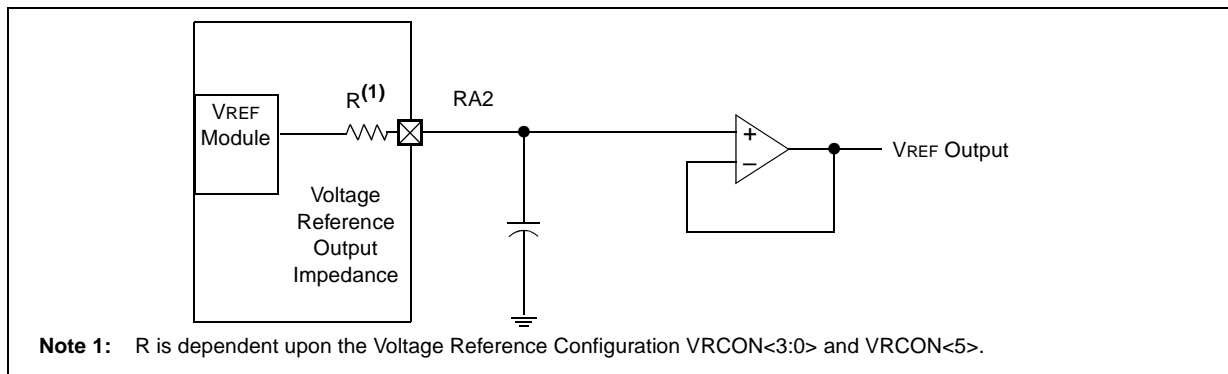 VREF
Module
R(1)
RA2
+
–
VREF Output
Voltage
Reference
Output
Impedance
Note 1: R is dependent upon the Voltage Reference Configuration VRCON<3:0> and VRCON<5>.